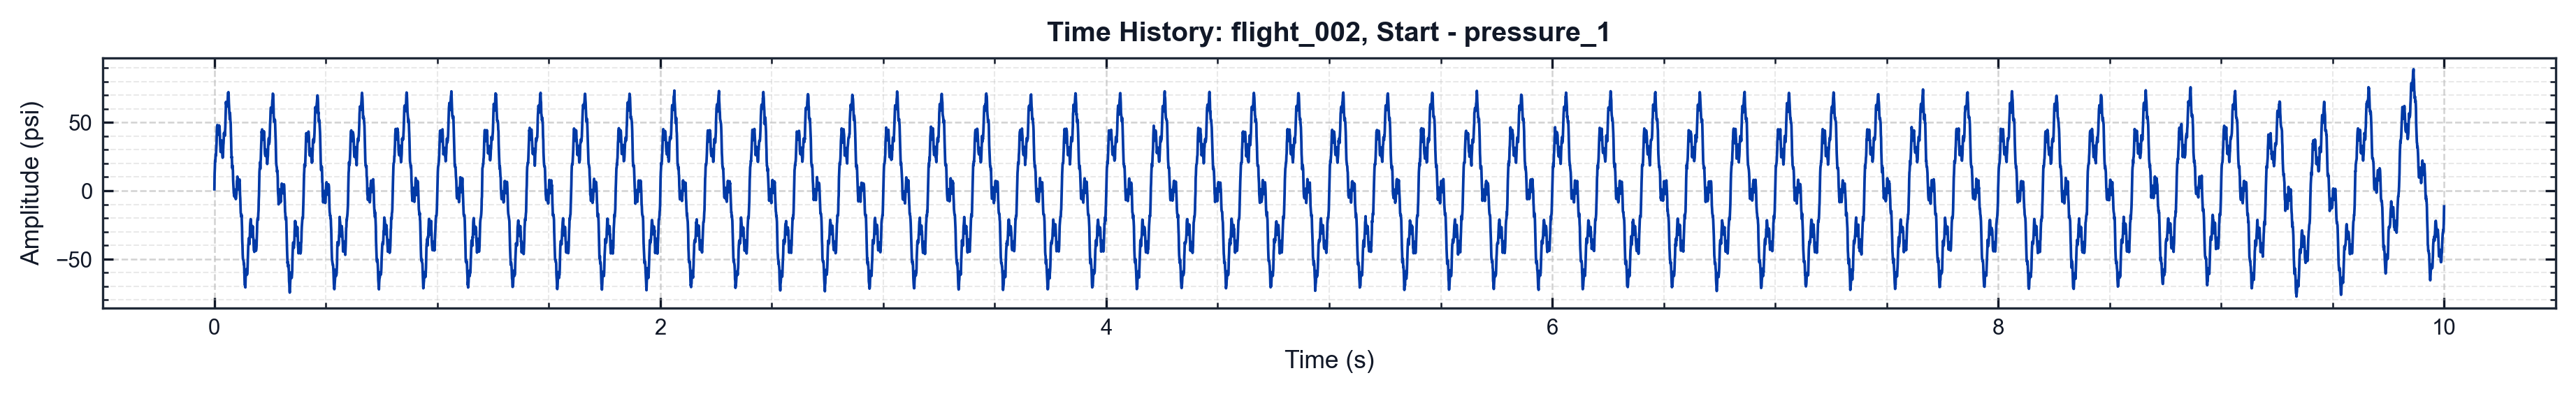 Time History: flight_002, Start - pressure_1
Amplitude (psi)
50
0
−50
0 2 4 6 8 10
Time (s)